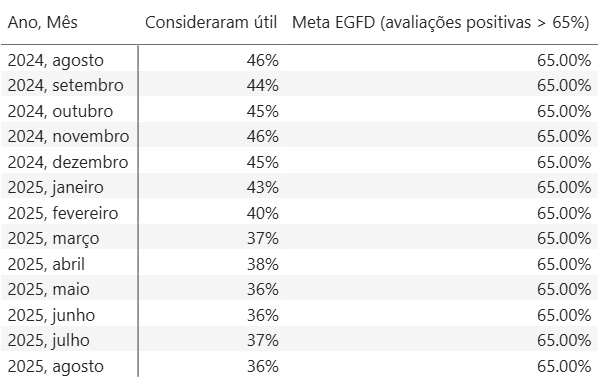 Ano, Mês Consideraram útil Meta EGFD (avaliações positivas > 65%)
2024, agosto 46% 65.00%
2024, setembro 44% 65.00%
2024, outubro 45% 65.00%
2024, novembro 46% 65.00%
2024, dezembro 45% 65.00%
2025, janeiro 43% 65.00%
2025, fevereiro 40% 65.00%
2025, março 37% 65.00%
2025, abril 38% 65.00%
2025, maio 36% 65.00%
2025, junho 36% 65.00%
2025, julho 37% 65.00%
2025, agosto 36% 65.00%